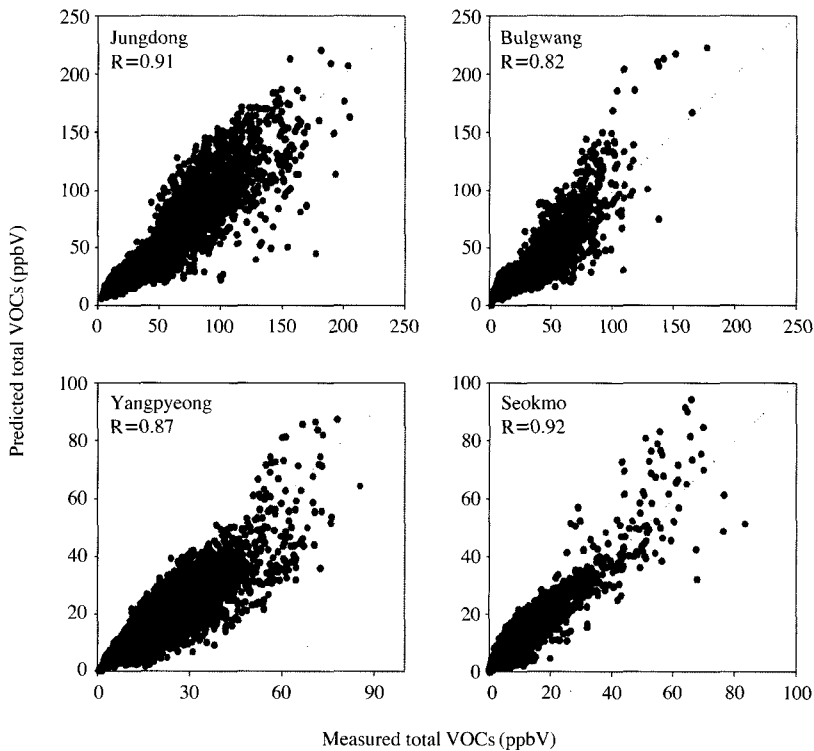 Predicted total VOCs (ppbV)
250
200
150
100
50
0
Jungdong
R=0.91
0 50 100 150 200 250
250
200
150
100
50
0
Bulgwang
R=0.82
0 50 100 150 200 250
100
80
60
40
20
0
Yangpyeong
R=0.87
0 30 60 90
100
80
60
40
20
0
Seokmo
R=0.92
0 20 40 60 80 100
Measured total VOCs (ppbV)